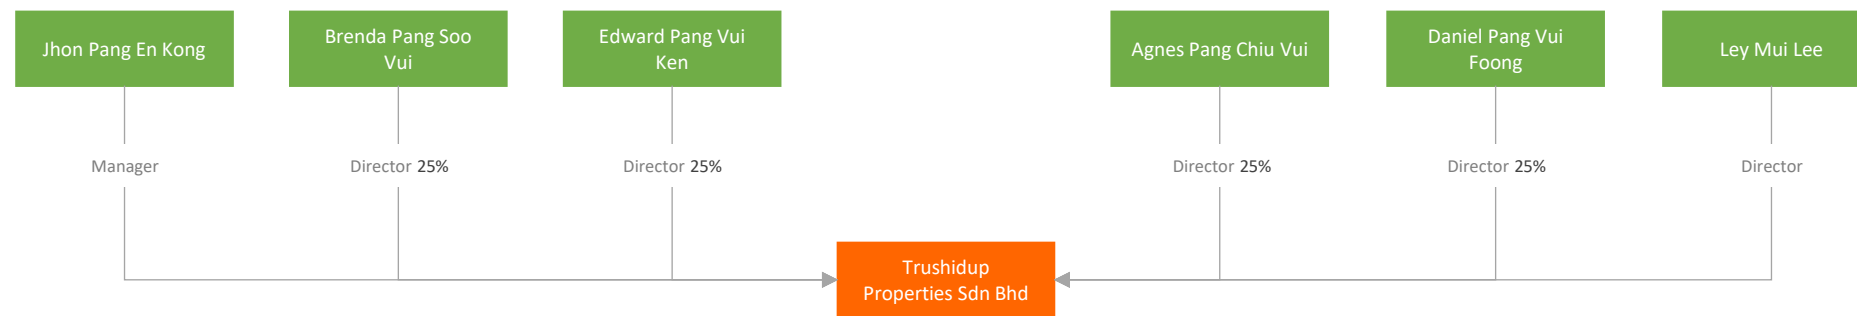 Jhon Pang En Kong
Brenda Pang Soo
Vui
Edward Pang Vui
Ken
Agnes Pang Chiu Vui
Daniel Pang Vui
Foong
Ley Mui Lee
Manager
Director 25%
Director 25%
Director 25%
Director 25%
Director
Trushidup
Properties Sdn Bhd